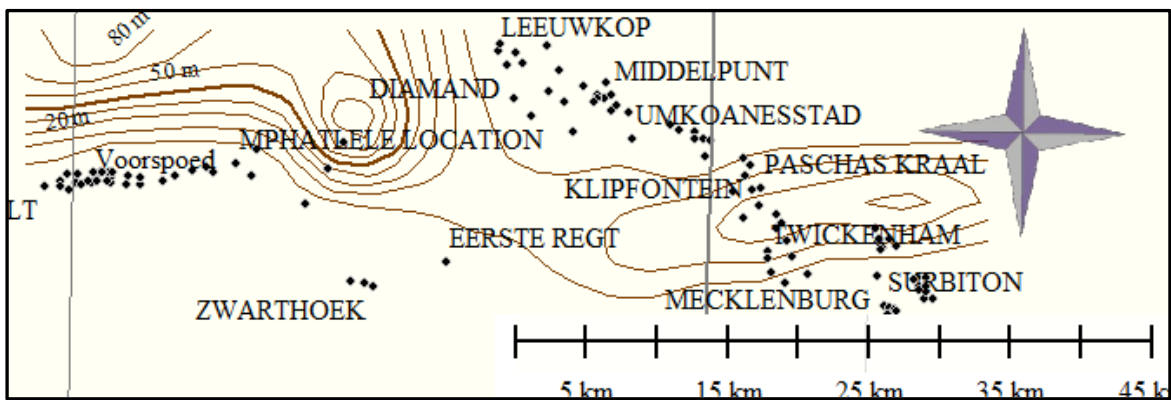 LEEUWKOP
80 m
50 m
MIDDELPUNT
DIAMAND
20 m
UMKOANESSTAD
MPHATLELE LOCATION
Voorspoed
PASCHAS KRAAL
KLIPFONTEIN
LT
EERSTE REGT
TWICKENHAM
SURBITON
MECKLENBURG
ZWARTHOEK
5 km 15 km 25 km 35 km 45 k